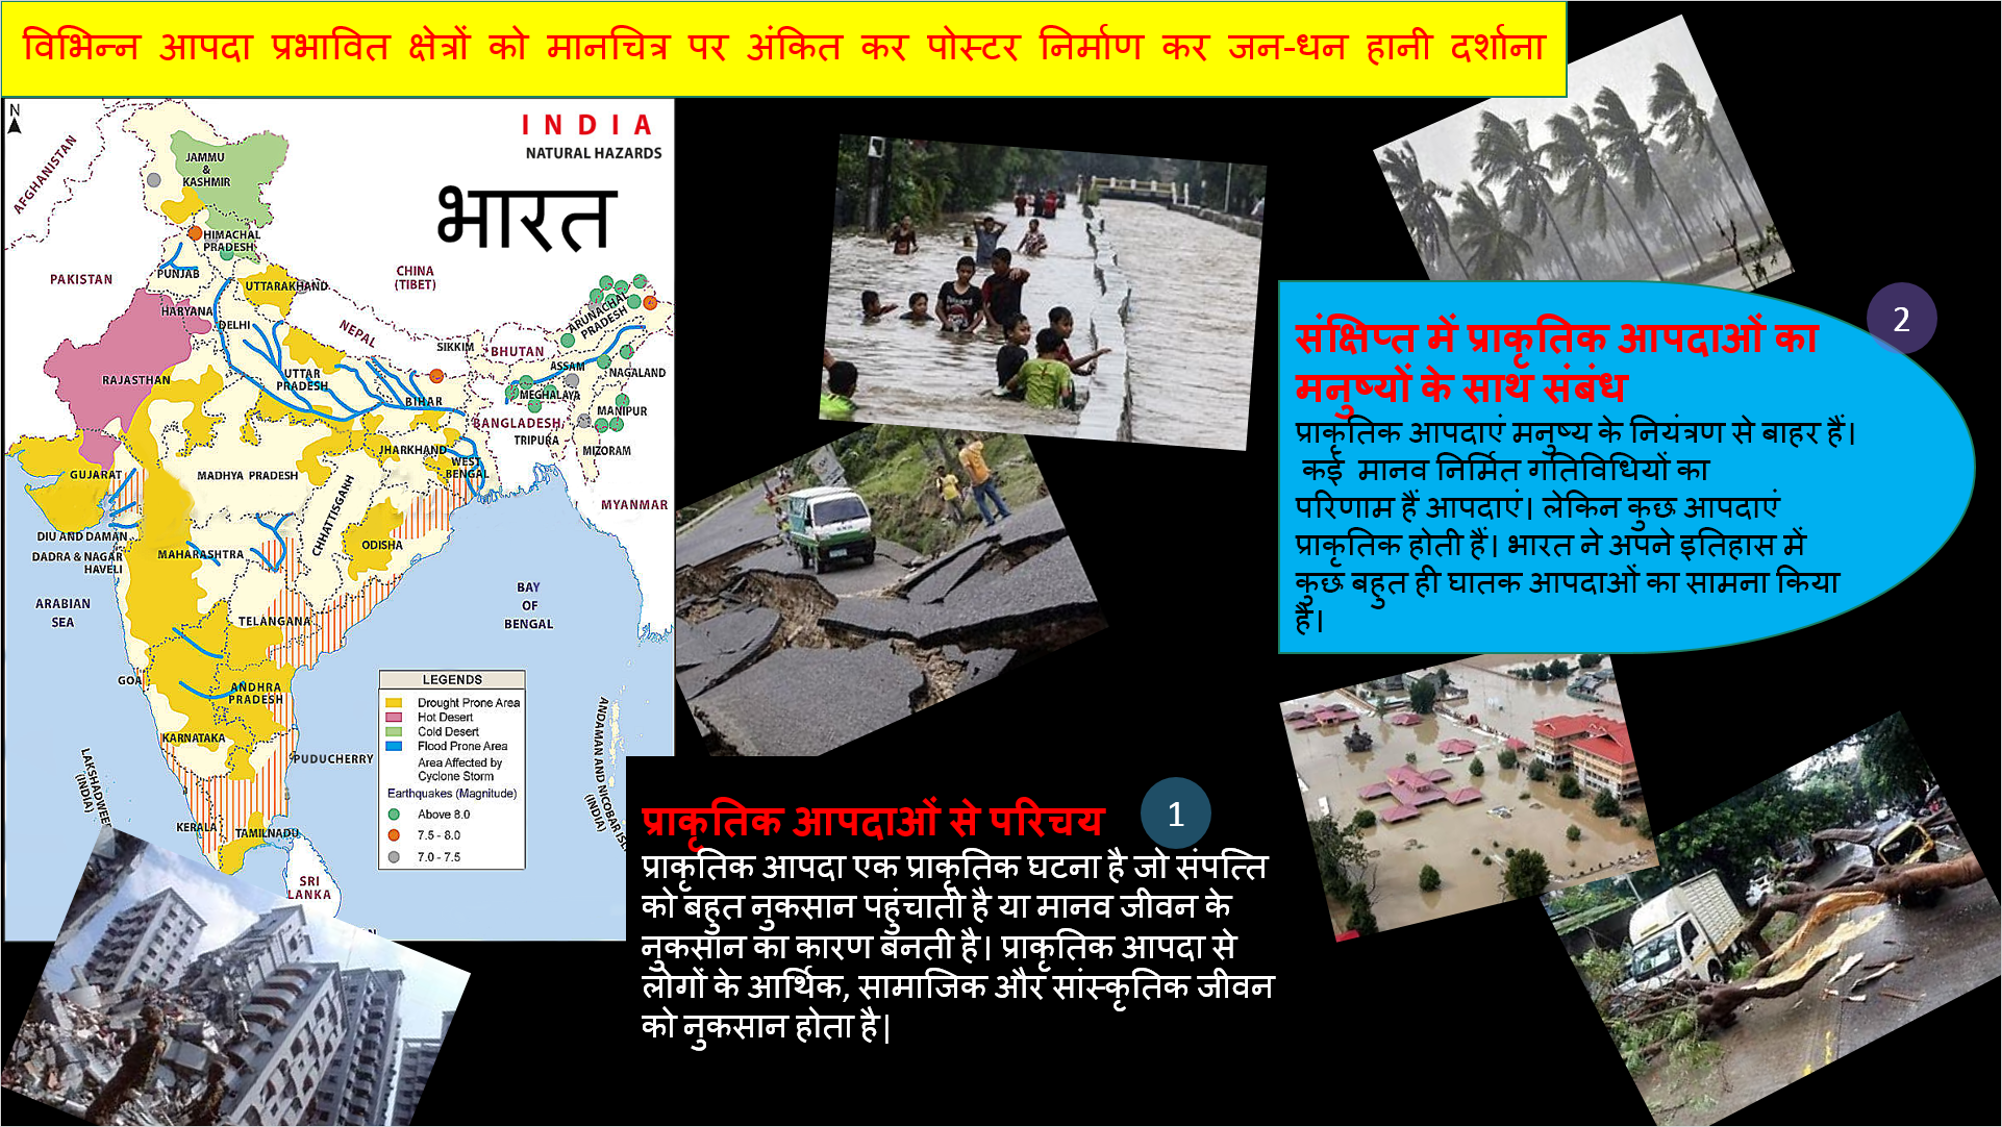 विभिन्न आपदा प्रभावित क्षेत्रों को मानचित्र पर अंकित कर पोस्टर निर्माण कर जन-धन हानी दर्शाना
N
INDIA
NATURAL HAZARDS
भारत
AFGHANISTAN
JAMMU
&
KASHMIR
HIMACHAL
PRADESH
PUNJAB
PAKISTAN
CHINA
(TIBET)
UTTARAKHAND
HARYANA
DELHI
NEPAL
SIKKIM
BHUTAN
ARUNACHAL
PRADESH
ASSAM
NAGALAND
RAJASTHAN
UTTAR
PRADESH
BIHAR
MEGHALAYA
MANIPUR
BANGLADESH
TRIPURA
MIZORAM
JHARKHAND
WEST
BENGAL
GUJARAT
MADHYA PRADESH
CHHATTISGARH
MYANMAR
DIU AND DAMAN
DADRA & NAGAR
HAVELI
MAHARASHTRA
ODISHA
ARABIAN
SEA
BAY
OF
BENGAL
TELANGANA
GOA
ANDHRA
PRADESH
KARNATAKA
PUDUCHERRY
LAKSHADWEEP
(INDIA)
KERALA
TAMILNADU
SRI
LANKA
ANDAMAN AND NICOBAR
(INDIA)
LEGENDS
Drought Prone Area
Hot Desert
Cold Desert
Flood Prone Area
Area Affected by
Cyclone Storm
Earthquakes (Magnitude)
Above 8.0
7.5 - 8.0
7.0 - 7.5
प्राकृतिक आपदाओं से परिचय
1
प्राकृतिक आपदा एक प्राकृतिक घटना है जो संपत्ति
को बहुत नुकसान पहुंचाती है या मानव जीवन के
नुकसान का कारण बनती है। प्राकृतिक आपदा से
लोगों के आर्थिक, सामाजिक और सांस्कृतिक जीवन
को नुकसान होता है|
2
संक्षिप्त में प्राकृतिक आपदाओं का
मनुष्यों के साथ संबंध
प्राकृतिक आपदाएं मनुष्य के नियंत्रण से बाहर हैं।
कई मानव निर्मित गतिविधियों का
परिणाम हैं आपदाएं। लेकिन कुछ आपदाएं
प्राकृतिक होती हैं। भारत ने अपने इतिहास में
कुछ बहुत ही घातक आपदाओं का सामना किया
है।